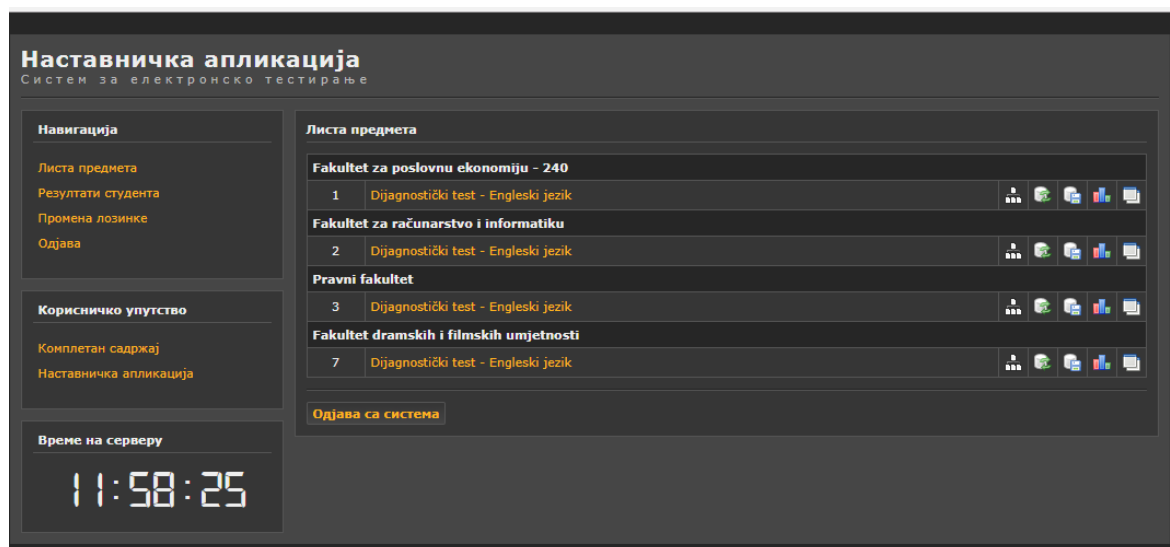 Наставничка апликација
Систем за електронско тестирање
Навигација
Листа предмета
Резултати студента
Промена лозинке
Одјава
Корисничко упутство
Комплетан садржај
Наставничка апликација
Време на серверу
11:58:25
Листа предмета
Fakultet za poslovnu ekonomiju - 240
1 Dijagnostički test - Engleski jezik
Fakultet za računarstvo i informatiku
2 Dijagnostički test - Engleski jezik
Pravni fakultet
3 Dijagnostički test - Engleski jezik
Fakultet dramskih i filmskih umjetnosti
7 Dijagnostički test - Engleski jezik
Одјава са система